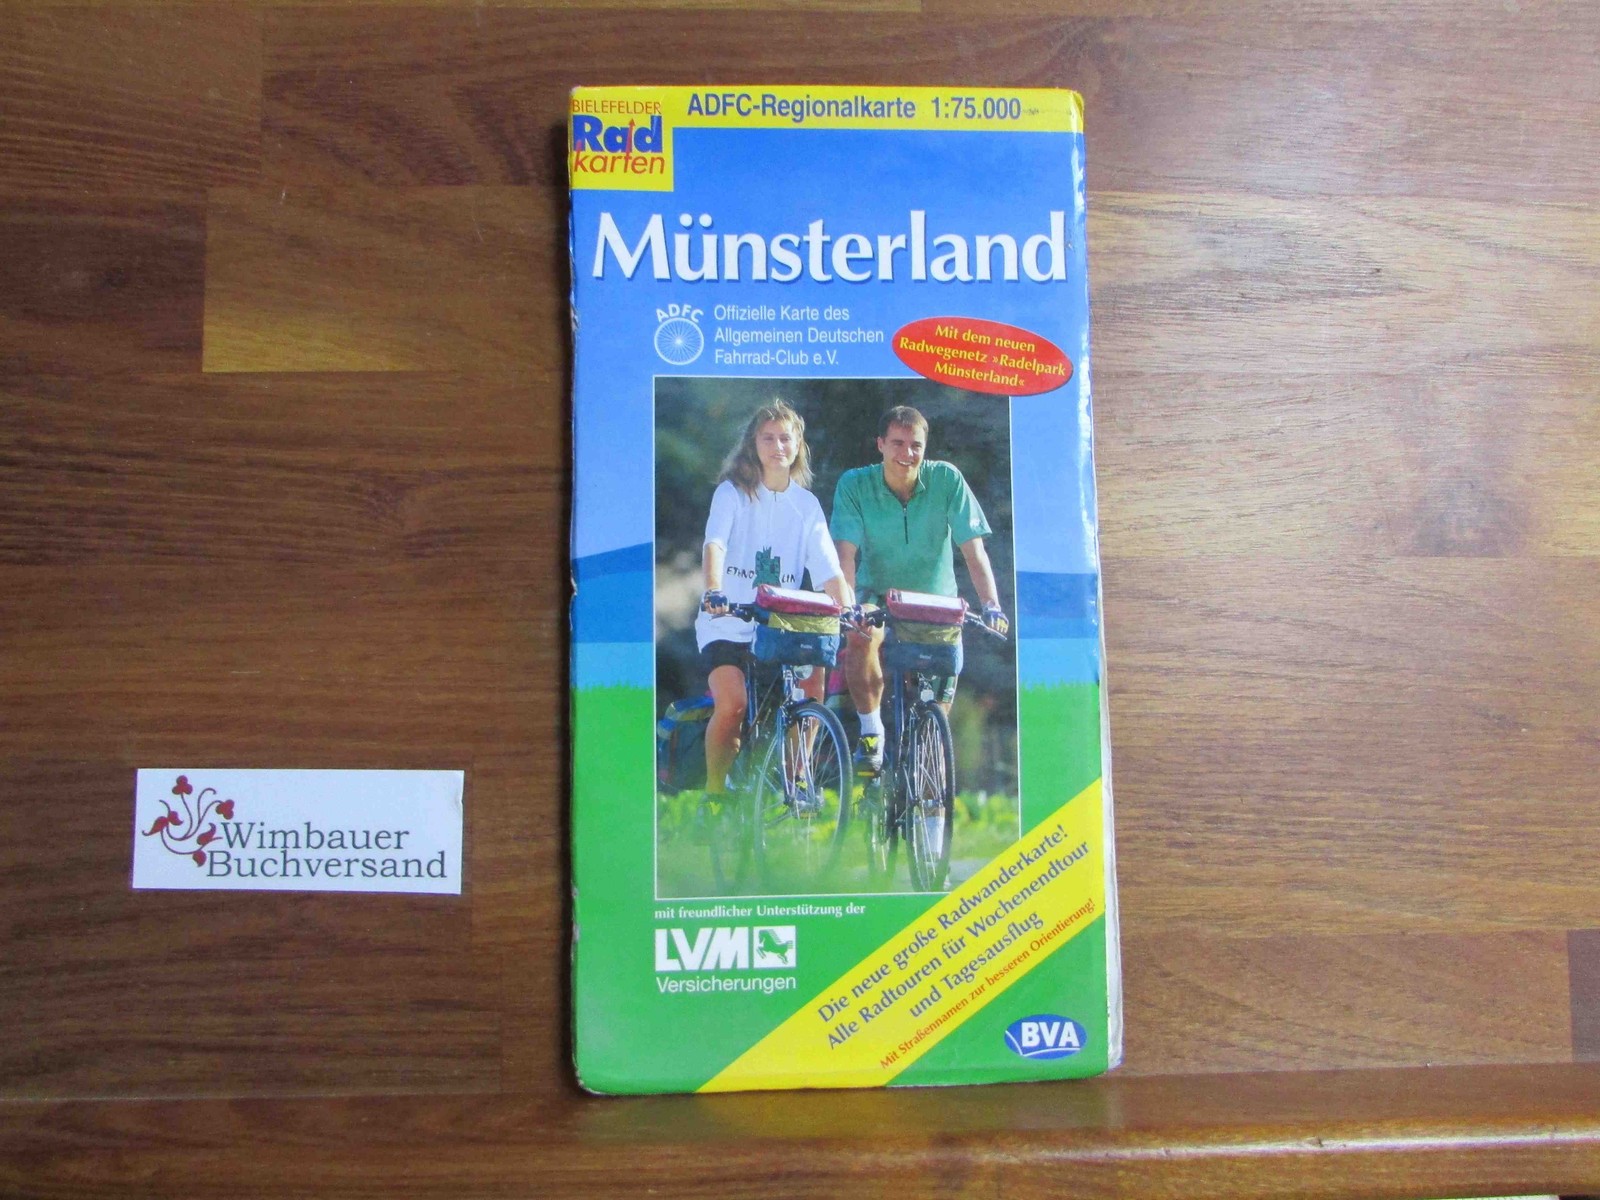 BIELEFELDER
Rad
karten
ADFC-Regionalkarte 1:75.000
Münsterland
ADFC
Offizielle Karte des
Allgemeinen Deutschen
Fahrrad-Club e.V.
Mit dem neuen
Radwegenetz »Radelpark
Münsterland«
mit freundlicher Unterstützung der
LVM
Versicherungen
Die neue große Radwanderkarte!
Alle Radtouren für Wochenendtour
und Tagesausflug
Mit Straßennamen zur besseren Orientierung!
BVA
Wimbauer
Buchversand